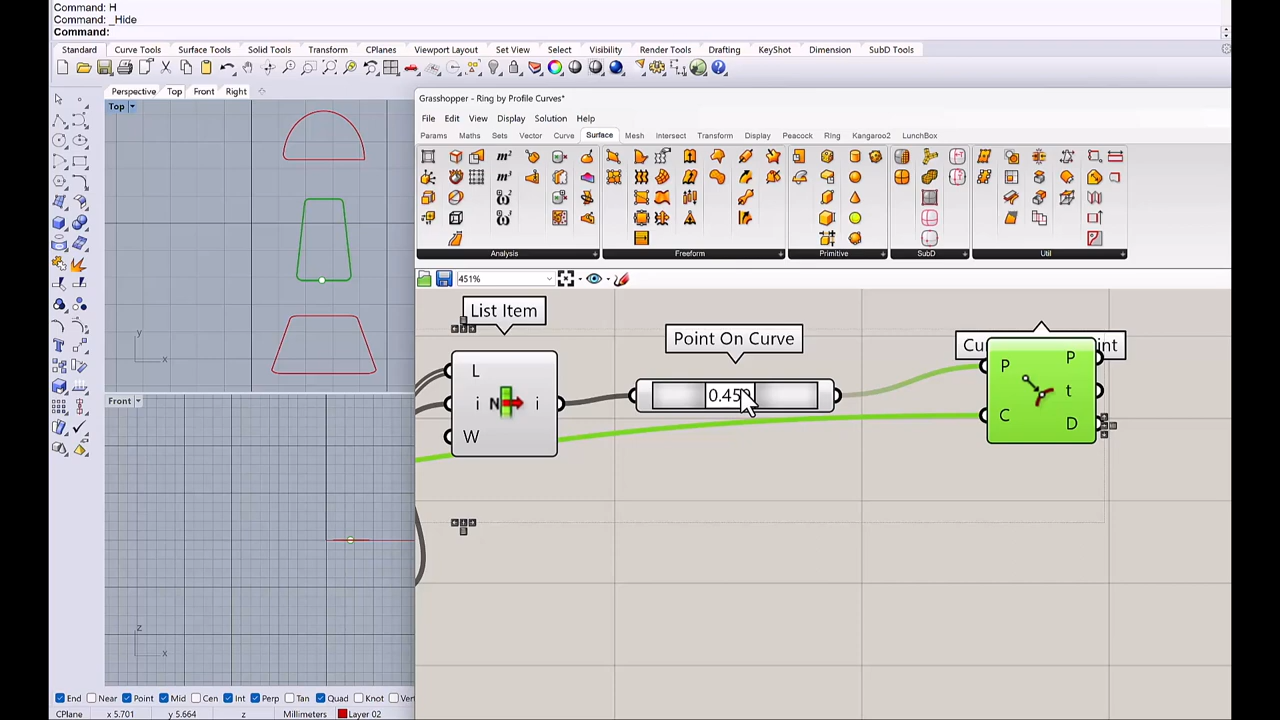 Command: H
Command: _Hide
Command:
Standard Curve Tools Surface Tools Solid Tools Transform CPlanes Viewport Layout Set View Select Visibility Render Tools Drafting KeyShot Dimension SubD Tools
Perspective Top Front Right
Top
Grasshopper - Ring by Profile Curves*
File Edit View Display Solution Help
Params Maths Sets Vector Curve Surface Mesh Intersect Transform Display Peacock Ring Kangaroo2 LunchBox
Analysis Freeform Primitive SubD Util
451%
List Item
Point On Curve
L
i N i
W
P P
t
C D
y
x
Front
z
x
End Near Point Mid Cen Int Perp Tan Quad Knot
CPlane x 5.701 y 5.664 z Millimeters Layer 02